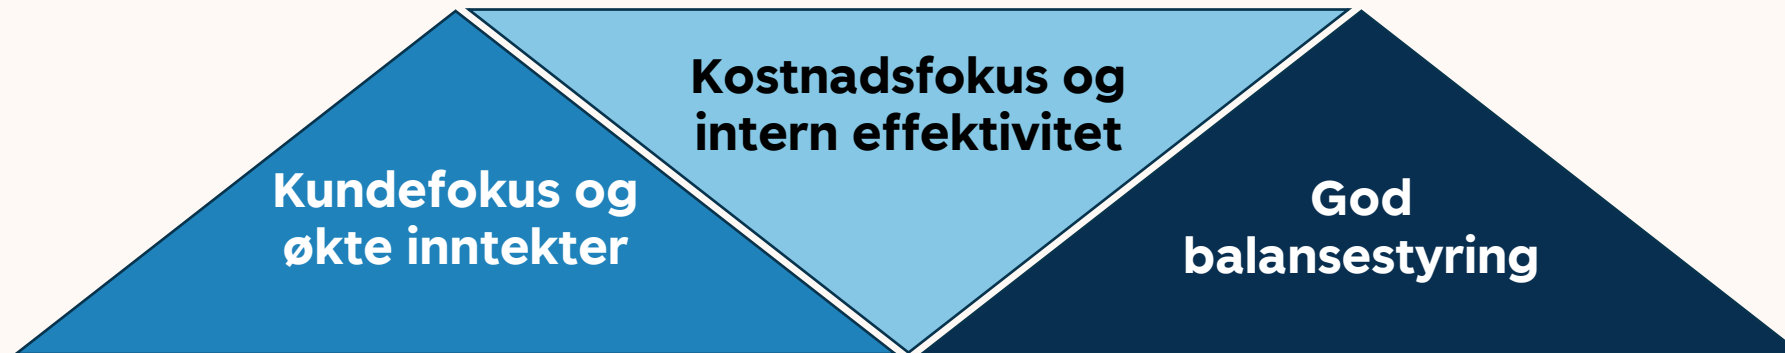 Kundefokus og
økte inntekter
Kostnadsfokus og
intern effektivitet
God
balansestyring